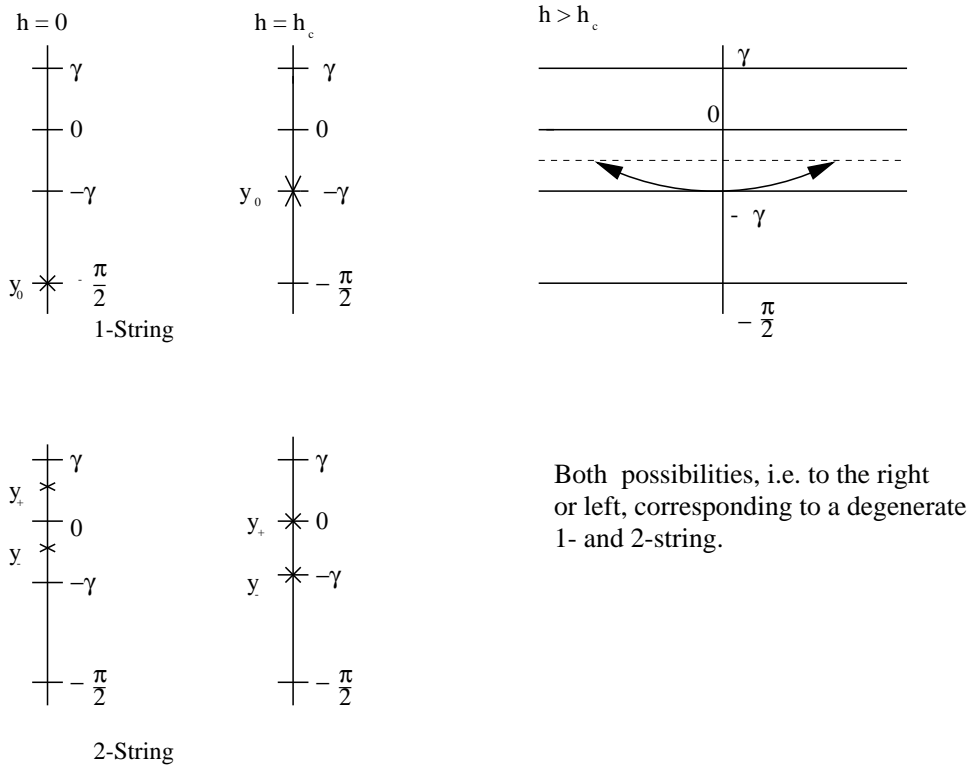 h = 0
h = h_c
h > h_c
γ
γ
γ
0
0
0
−γ
y_0
−γ
- γ
y_0
- π/2
− π/2
− π/2
1-String
γ
γ
y_+
0
y_+
0
y_-
−γ
y_-
−γ
− π/2
− π/2
2-String
Both possibilities, i.e. to the right
or left, corresponding to a degenerate
1- and 2-string.